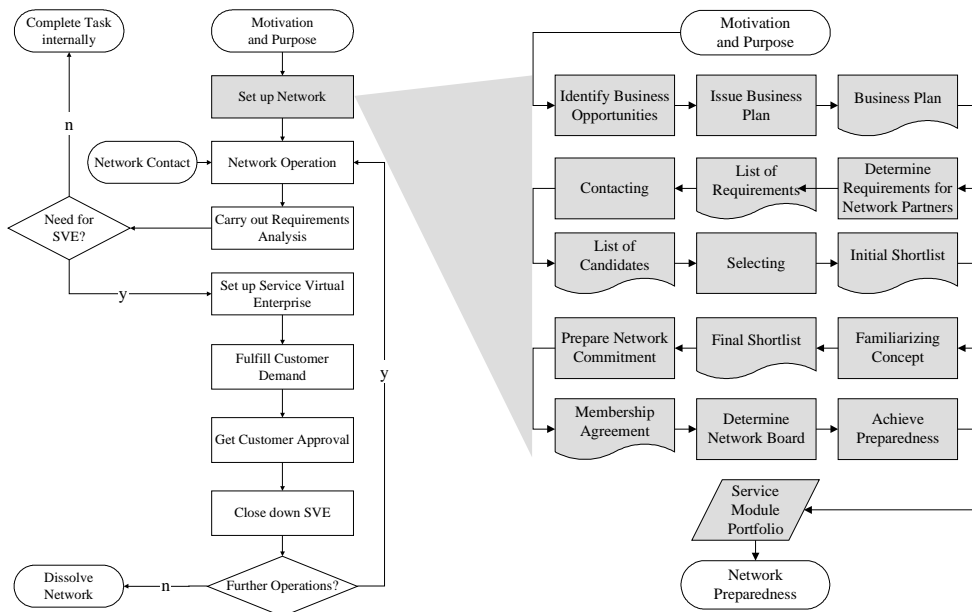 Complete Task
internally
Motivation
and Purpose
Set up Network
n
Network Contact
Network Operation
Need for
SVE?
Carry out Requirements
Analysis
y
Set up Service Virtual
Enterprise
Fulfill Customer
Demand
y
Get Customer Approval
Close down SVE
Dissolve
Network
n
Further Operations?
Motivation
and Purpose
Identify Business
Opportunities
Issue Business
Plan
Business Plan
Contacting
List of
Requirements
Determine
Requirements for
Network Partners
List of
Candidates
Selecting
Initial Shortlist
Prepare Network
Commitment
Final Shortlist
Familiarizing
Concept
Membership
Agreement
Determine
Network Board
Achieve
Preparedness
Service
Module
Portfolio
Network
Preparedness